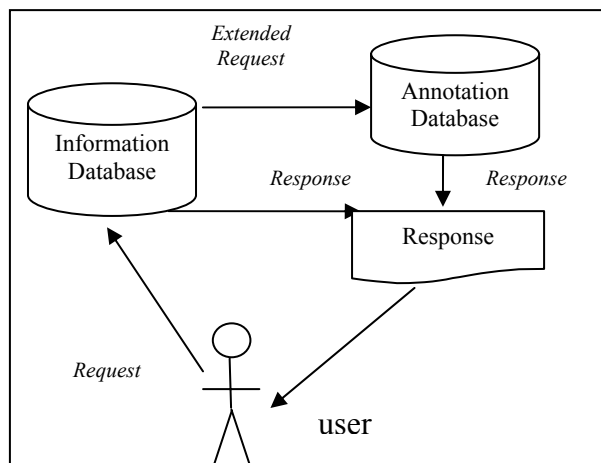 Extended
Request
Annotation
Database
Information
Database
Response
Response
Response
Request
user